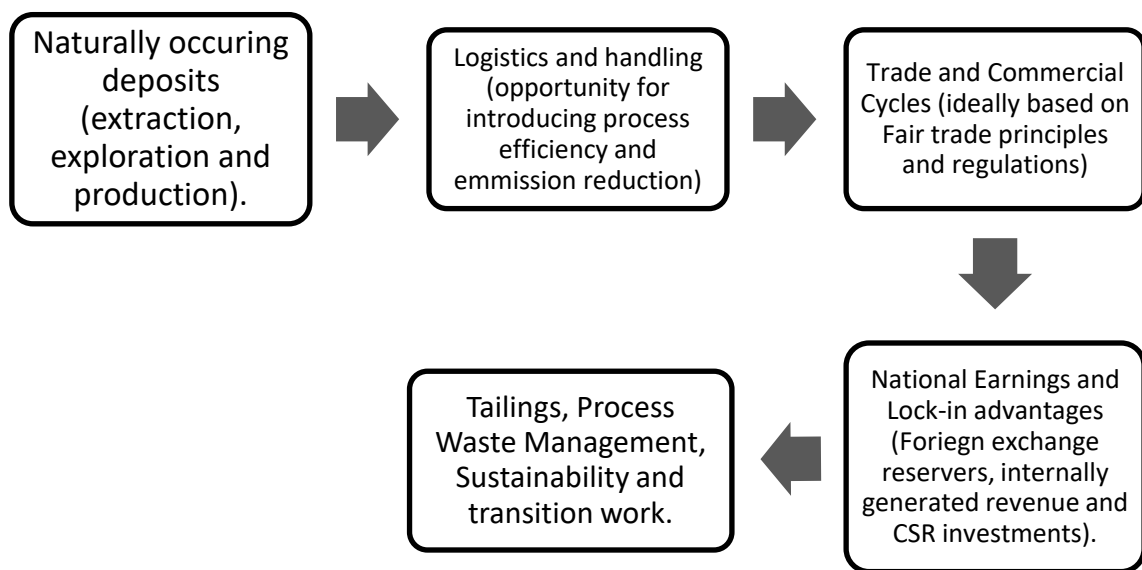 Naturally occuring
deposits
(extraction,
exploration and
production).
Logistics and handling
(opportunity for
introducing process
efficiency and
emmission reduction)
Trade and Commercial
Cycles (ideally based on
Fair trade principles
and regulations)
National Earnings and
Lock-in advantages
(Foriegn exchange
reservers, internally
generated revenue and
CSR investments).
Tailings, Process
Waste Management,
Sustainability and
transition work.